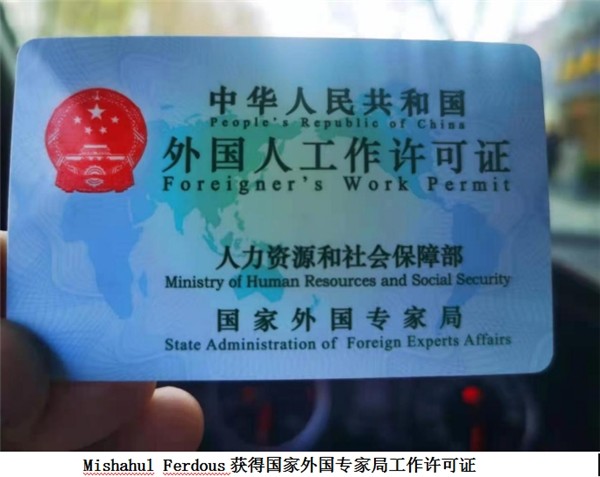 中华人民共和国
People's Republic of China
外国人工作许可证
Foreigner's Work Permit
人力资源和社会保障部
Ministry of Human Resources and Social Security
国家外国专家局
State Administration of Foreign Experts Affairs
Mishahul Ferdous 获得国家外国专家局工作许可证